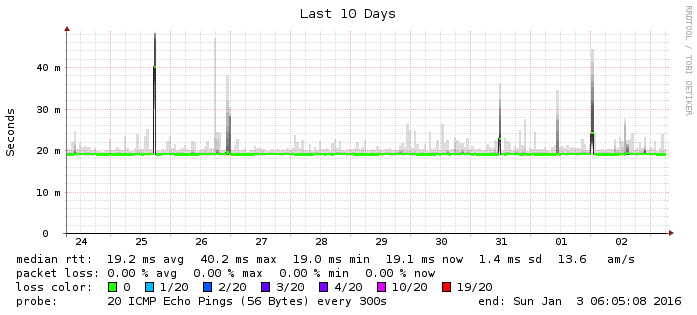 Last 10 Days
RRDTOOL / TOBI OETIKER
Seconds
40 m
30 m
20 m
10 m
0
24 25 26 27 28 29 30 31 01 02
median rtt: 19.2 ms avg 40.2 ms max 19.0 ms min 19.1 ms now 1.4 ms sd 13.6 am/s
packet loss: 0.00 % avg 0.00 % max 0.00 % min 0.00 % now
loss color: 0 1/20 2/20 3/20 4/20 10/20 19/20
probe: 20 ICMP Echo Pings (56 Bytes) every 300s end: Sun Jan 3 06:05:08 2016